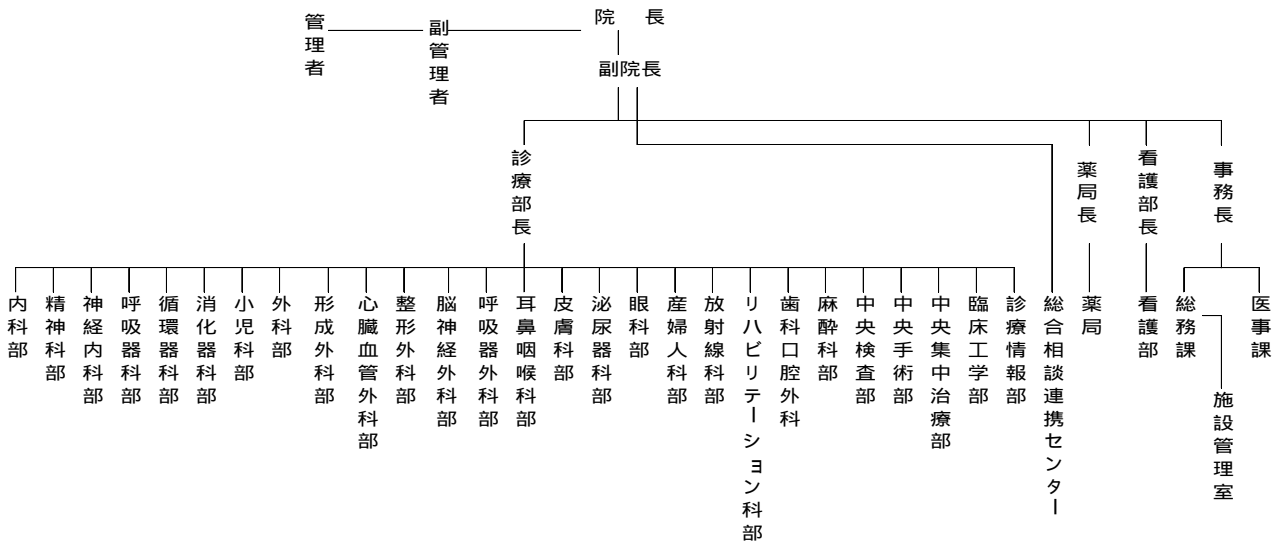 管理者
副管理者
院　長
副院長
診療部長
薬局長
看護部長
事務長
内科部
精神科部
神経内科部
呼吸器科部
循環器科部
消化器科部
小児科部
外科部
形成外科部
心臓血管外科部
整形外科部
脳神経外科部
呼吸器外科部
耳鼻咽喉科部
皮膚科部
泌尿器科部
眼科部
産婦人科部
放射線科部
リハビリテーション科部
歯科口腔外科
麻酔科部
中央検査部
中央手術部
中央集中治療部
臨床工学部
診療情報部
総合相談連携センター
薬局
看護部
総務課
医事課
施設管理室